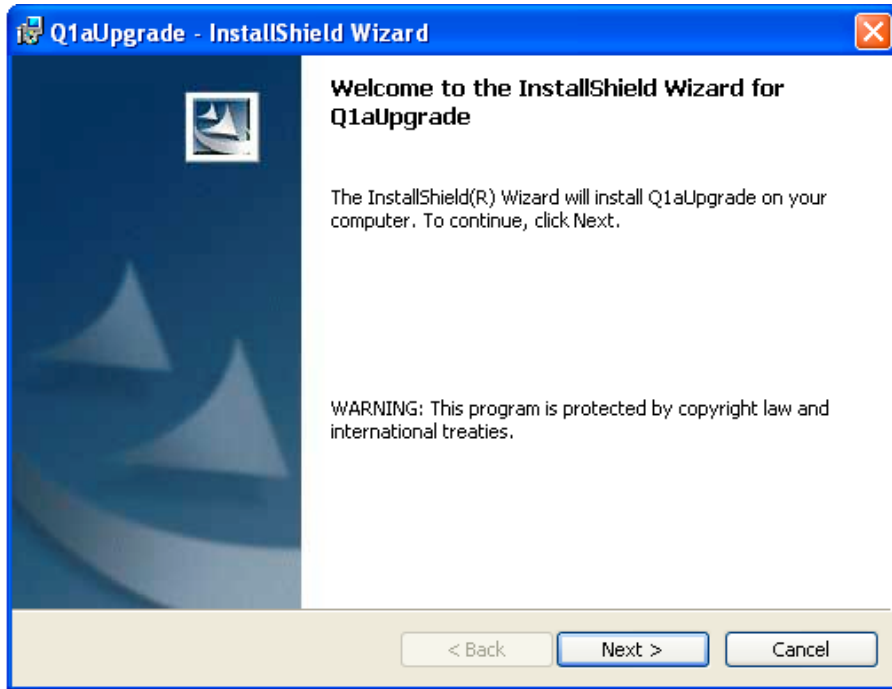 Q1aUpgrade - InstallShield Wizard
Welcome to the InstallShield Wizard for
Q1aUpgrade
The InstallShield(R) Wizard will install Q1aUpgrade on your
computer. To continue, click Next.
WARNING: This program is protected by copyright law and
international treaties.
< Back
Next >
Cancel